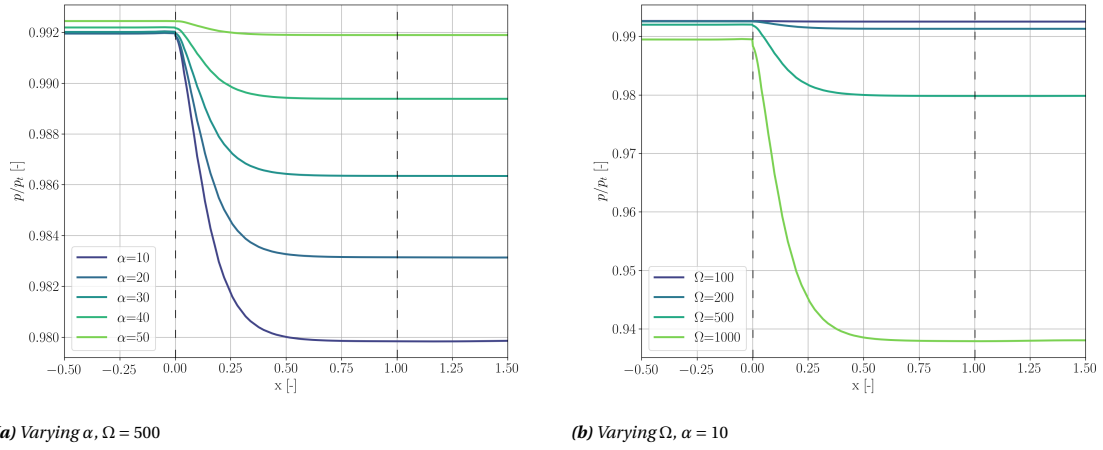 0.992
0.990
0.988
0.986
0.984
0.982
0.980
p/pt [-]
α=10
α=20
α=30
α=40
α=50
−0.50 −0.25 0.00 0.25 0.50 0.75 1.00 1.25 1.50
x [-]
0.99
0.98
0.97
0.96
0.95
0.94
p/pt [-]
Ω=100
Ω=200
Ω=500
Ω=1000
−0.50 −0.25 0.00 0.25 0.50 0.75 1.00 1.25 1.50
x [-]
a) Varying α, Ω = 500
(b) Varying Ω, α = 10